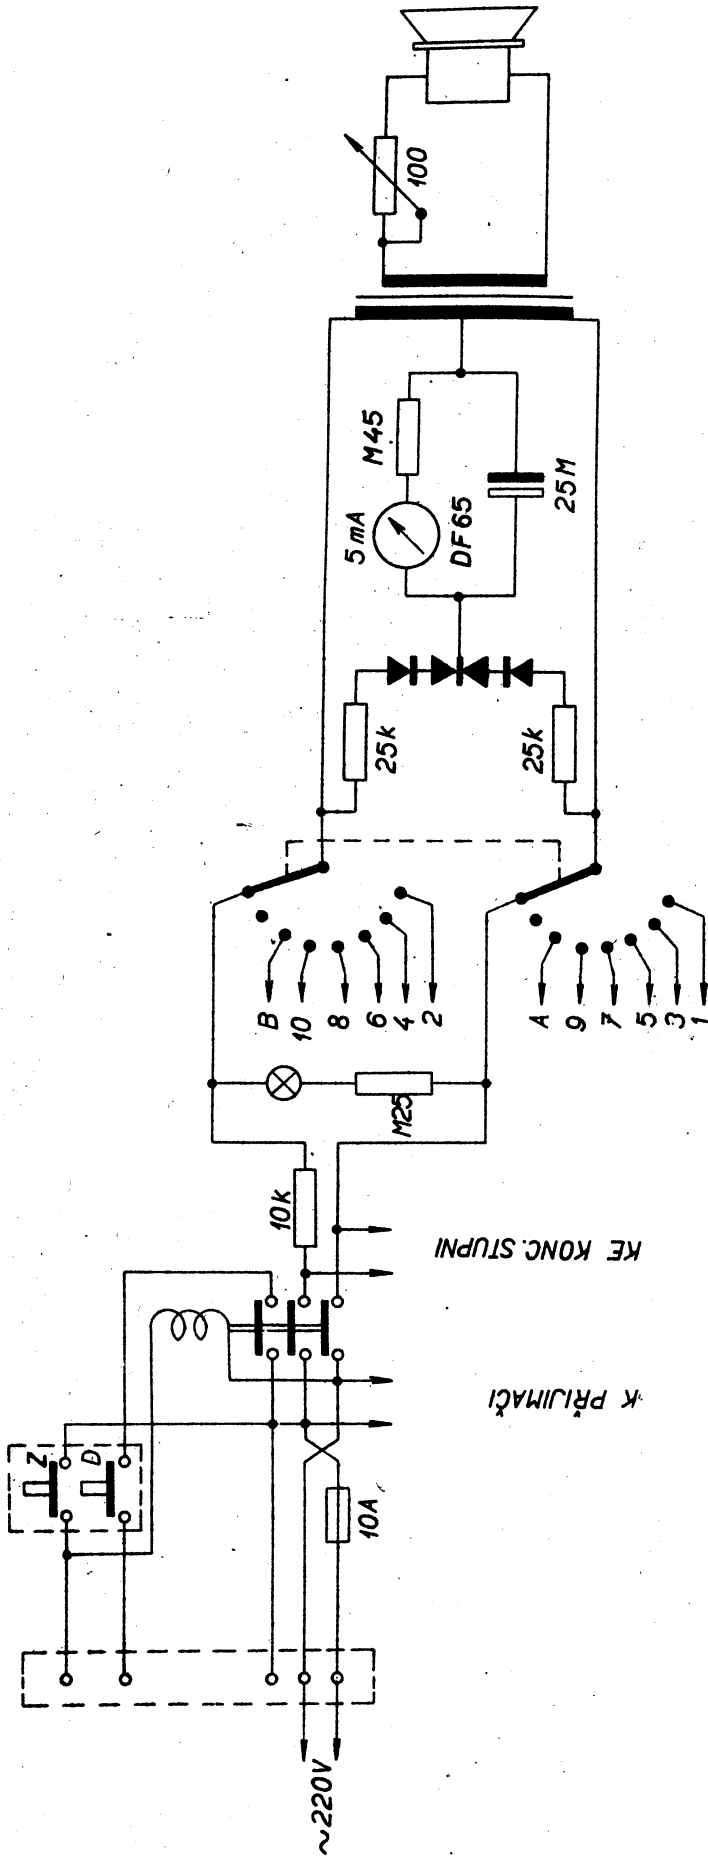 ~220V
10A
Z
D
K PŘIJIMAČI
KE KONC. STUPNI
10k
M25
B
10
8
6
4
2
A
9
7
5
3
1
25k
25k
5mA
M45
DF65
25M
100